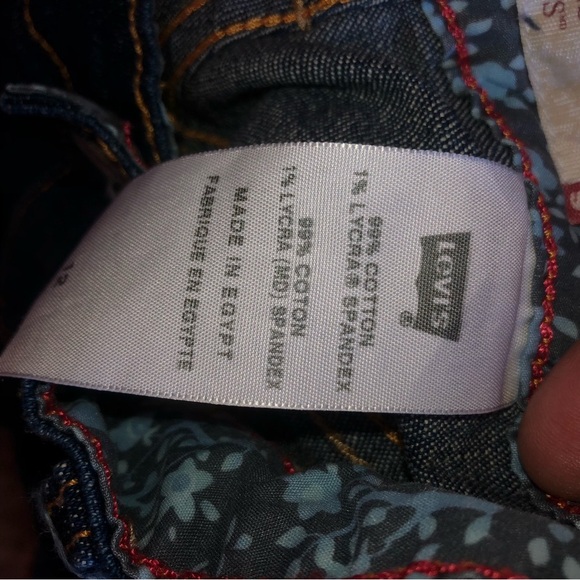 Levi's
®
99% COTTON
1% LYCRA® SPANDEX
99% COTON
1% LYCRA (MD) SPANDEX
MADE IN EGYPT
FABRIQUE EN EGYPTE